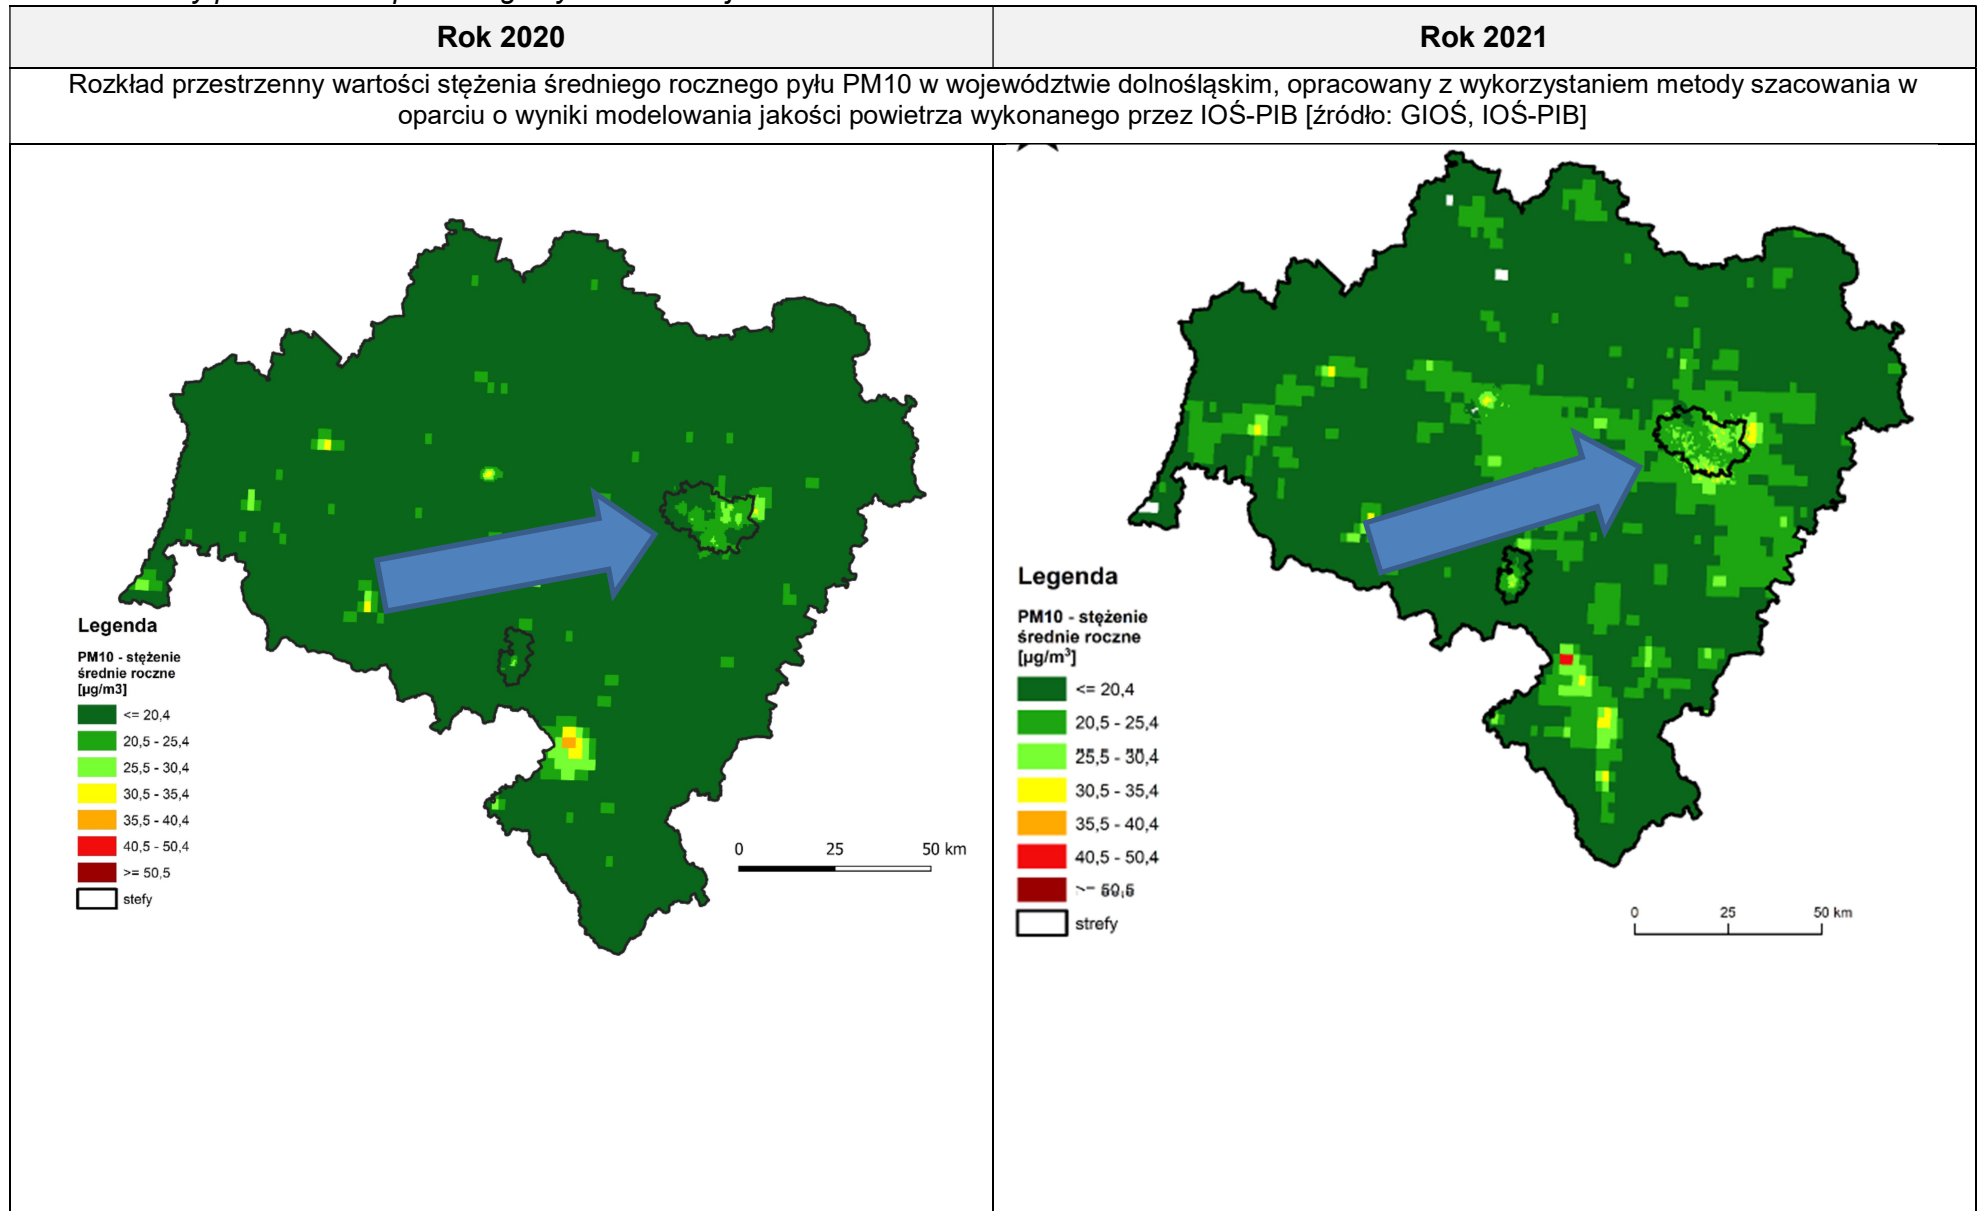 Rok 2020
Rok 2021
Rozkład przestrzenny wartości stężenia średniego rocznego pyłu PM10 w województwie dolnośląskim, opracowany z wykorzystaniem metody szacowania w
oparciu o wyniki modelowania jakości powietrza wykonanego przez IOŚ-PIB [źródło: GIOŚ, IOŚ-PIB]
Legenda
PM10 - stężenie
średnie roczne
[µg/m3]
<= 20,4
20,5 - 25,4
25,5 - 30,4
30,5 - 35,4
35,5 - 40,4
40,5 - 50,4
>= 50,5
stefy
0 25 50 km
Legenda
PM10 - stężenie
średnie roczne
[µg/m³]
<= 20,4
20,5 - 25,4
25,5 - 30,4
30,5 - 35,4
35,5 - 40,4
40,5 - 50,4
>= 50,5
strefy
0 25 50 km